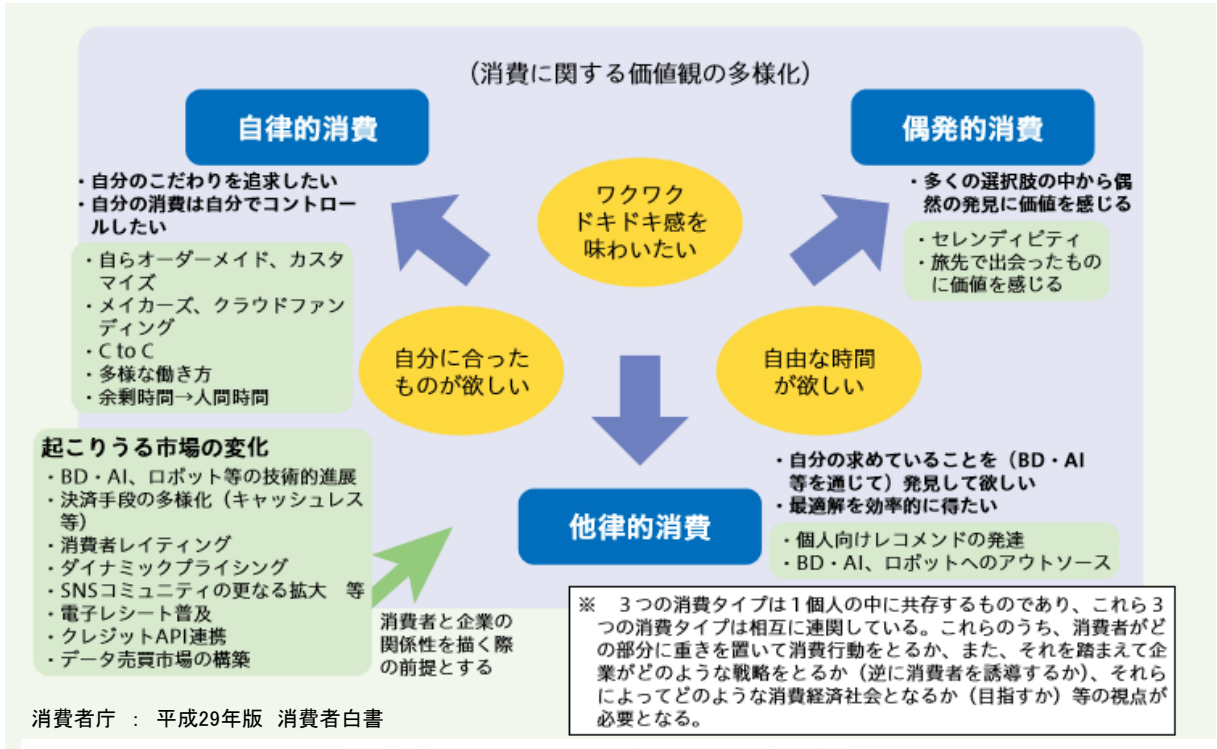 （消費に関する価値観の多様化）
自律的消費
・自分のこだわりを追求したい
・自分の消費は自分でコントロー
ルしたい
・自らオーダーメイド、カスタ
マイズ
・メイカーズ、クラウドファン
ディング
・C to C
・多様な働き方
・余剰時間→人間時間
偶発的消費
・多くの選択肢の中から偶
然の発見に価値を感じる
・セレンディピティ
・旅先で出会ったもの
に価値を感じる
ワクワク
ドキドキ感を
味わいたい
自分に合った
ものが欲しい
自由な時間
が欲しい
他律的消費
・自分の求めていることを（BD・AI
等を通じて）発見して欲しい
・最適解を効率的に得たい
・個人向けレコメンドの発達
・BD・AI、ロボットへのアウトソース
起こりうる市場の変化
・BD・AI、ロボット等の技術的進展
・決済手段の多様化（キャッシュレス
等）
・消費者レイティング
・ダイナミックプライシング
・SNSコミュニティの更なる拡大　等
・電子レシート普及
・クレジットAPI連携
・データ売買市場の構築
消費者と企業の
関係性を描く際
の前提とする
※　３つの消費タイプは１個人の中に共存するものであり、これら３
つの消費タイプは相互に連関している。これらのうち、消費者がど
の部分に重きを置いて消費行動をとるか、また、それを踏まえて企
業がどのような戦略をとるか（逆に消費者を誘導するか）、それら
によってどのような消費経済社会となるか（目指すか）等の視点が
必要となる。
消費者庁 ： 平成29年版 消費者白書